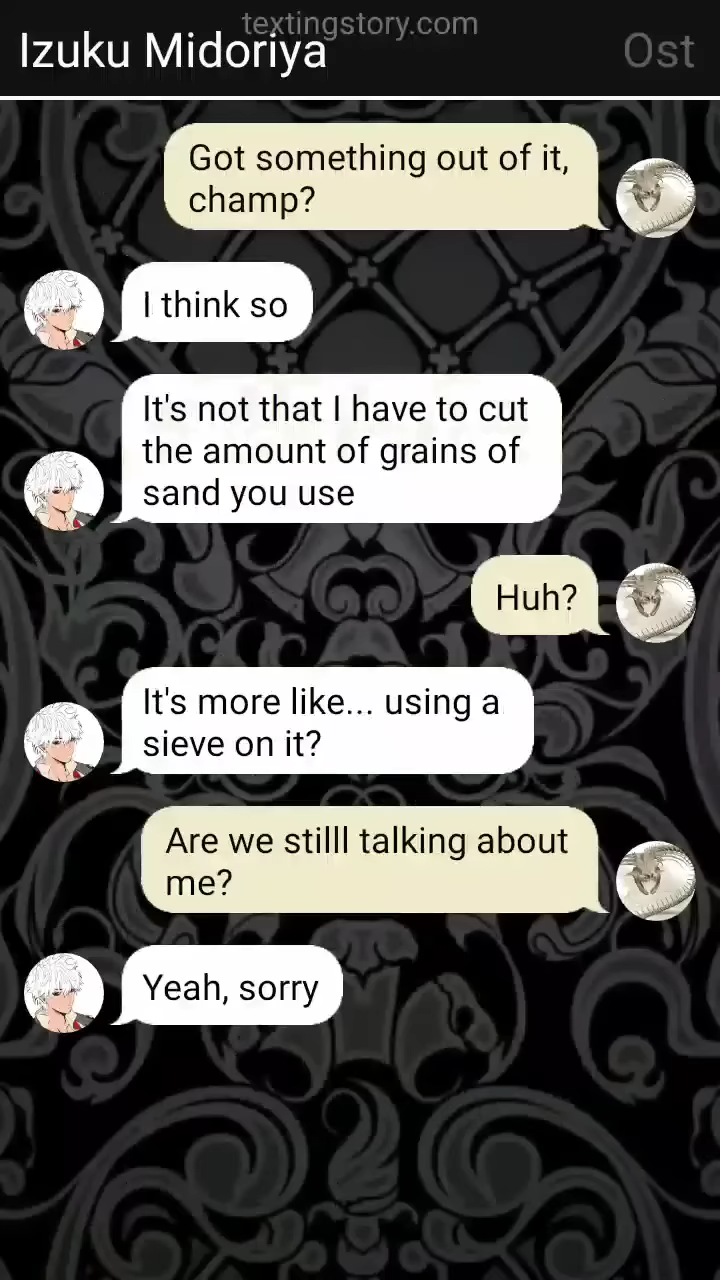 textingstory.com
Izuku Midoriya
Ost
Got something out of it,
champ?
I think so
It's not that I have to cut
the amount of grains of
sand you use
Huh?
It's more like... using a
sieve on it?
Are we stilll talking about
me?
Yeah, sorry